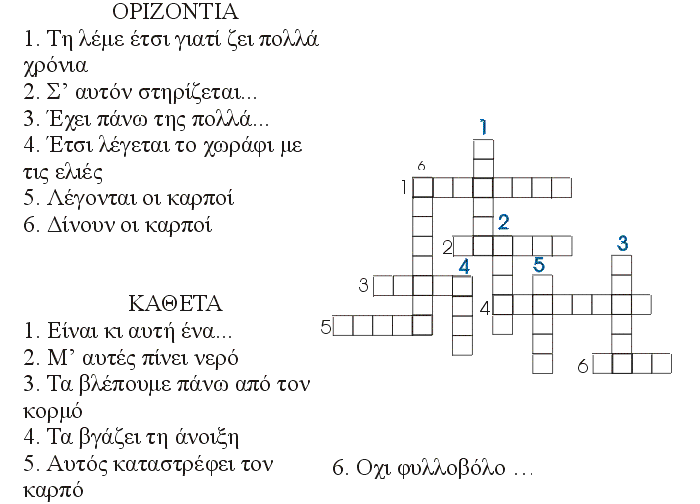 ΟΡΙΖΟΝΤΙΑ
1. Τη λέμε έτσι γιατί ζει πολλά
χρόνια
2. Σ’ αυτόν στηρίζεται...
3. Έχει πάνω της πολλά...
4. Έτσι λέγεται το χωράφι με
τις ελιές
5. Λέγονται οι καρποί
6. Δίνουν οι καρποί
ΚΑΘΕΤΑ
1. Είναι κι αυτή ένα...
2. Μ’ αυτές πίνει νερό
3. Τα βλέπουμε πάνω από τον
κορμό
4. Τα βγάζει τη άνοιξη
5. Αυτός καταστρέφει τον
καρπό
1
6
1
2
2
3
3
4
5
4
5
6
6. Οχι φυλλοβόλο …